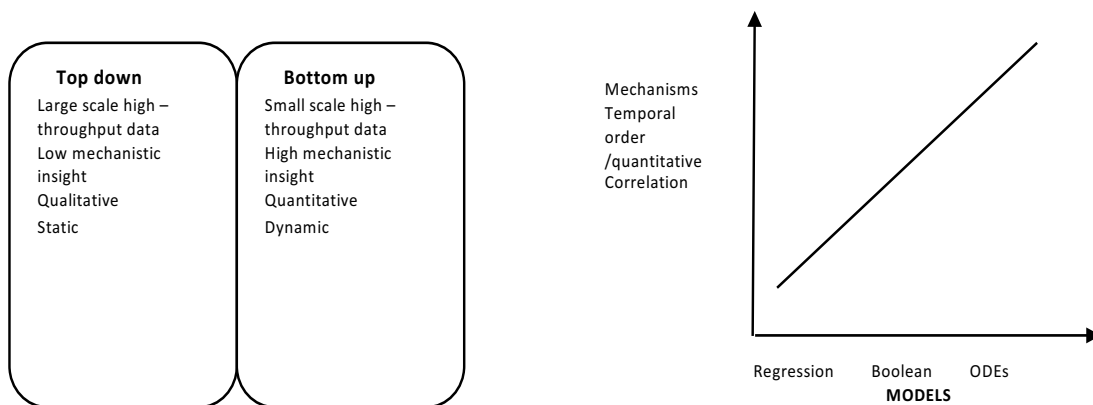 Top down
Large scale high –
throughput data
Low mechanistic
insight
Qualitative
Static
Bottom up
Small scale high –
throughput data
High mechanistic
insight
Quantitative
Dynamic
Mechanisms
Temporal
order
/quantitative
Correlation
Regression Boolean ODEs
MODELS